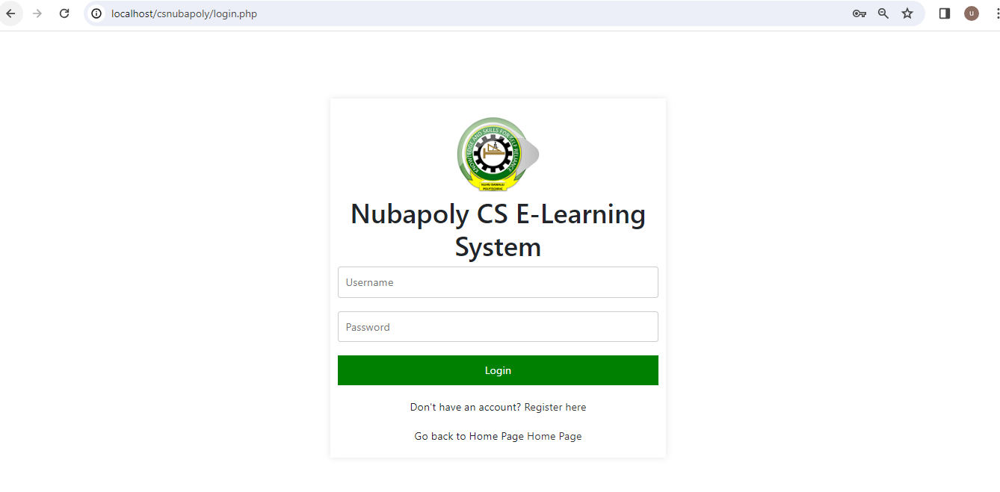 localhost/csnubapoly/login.php
u
KNOWLEDGE AND SKILLS FOR SELF RELIANCE
NUHU BAMALLI
POLYTECHNIC
Nubapoly CS E-Learning
System
Username
Password
Login
Don't have an account? Register here
Go back to Home Page Home Page